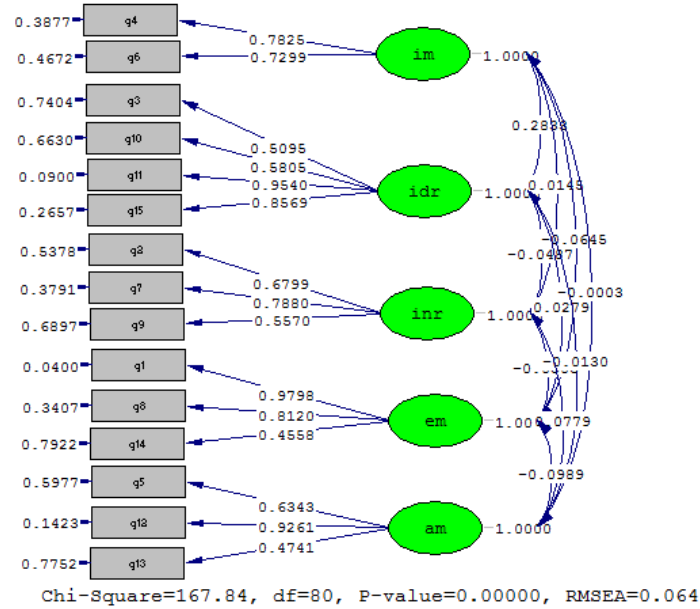 0.3877 q4
0.7825
0.4672 q6
0.7299
im 1.0000
0.7404 q3
0.5095
0.6630 q10
0.5805
0.0900 q11
0.9540
0.2657 q15
0.8569
idr 1.000
0.5378 q2
0.6799
0.3791 q7
0.7880
0.6897 q9
0.5570
inr 1.000
0.0400 q1
0.9798
0.3407 q8
0.8120
0.7922 q14
0.4558
em 1.000
0.5977 q5
0.6343
0.1423 q12
0.9261
0.7752 q13
0.4741
am 1.0000
0.0145
-0.0645
-0.0003
0.0279
-0.0130
0.0779
-0.0989
Chi-Square=167.84, df=80, P-value=0.00000, RMSEA=0.064